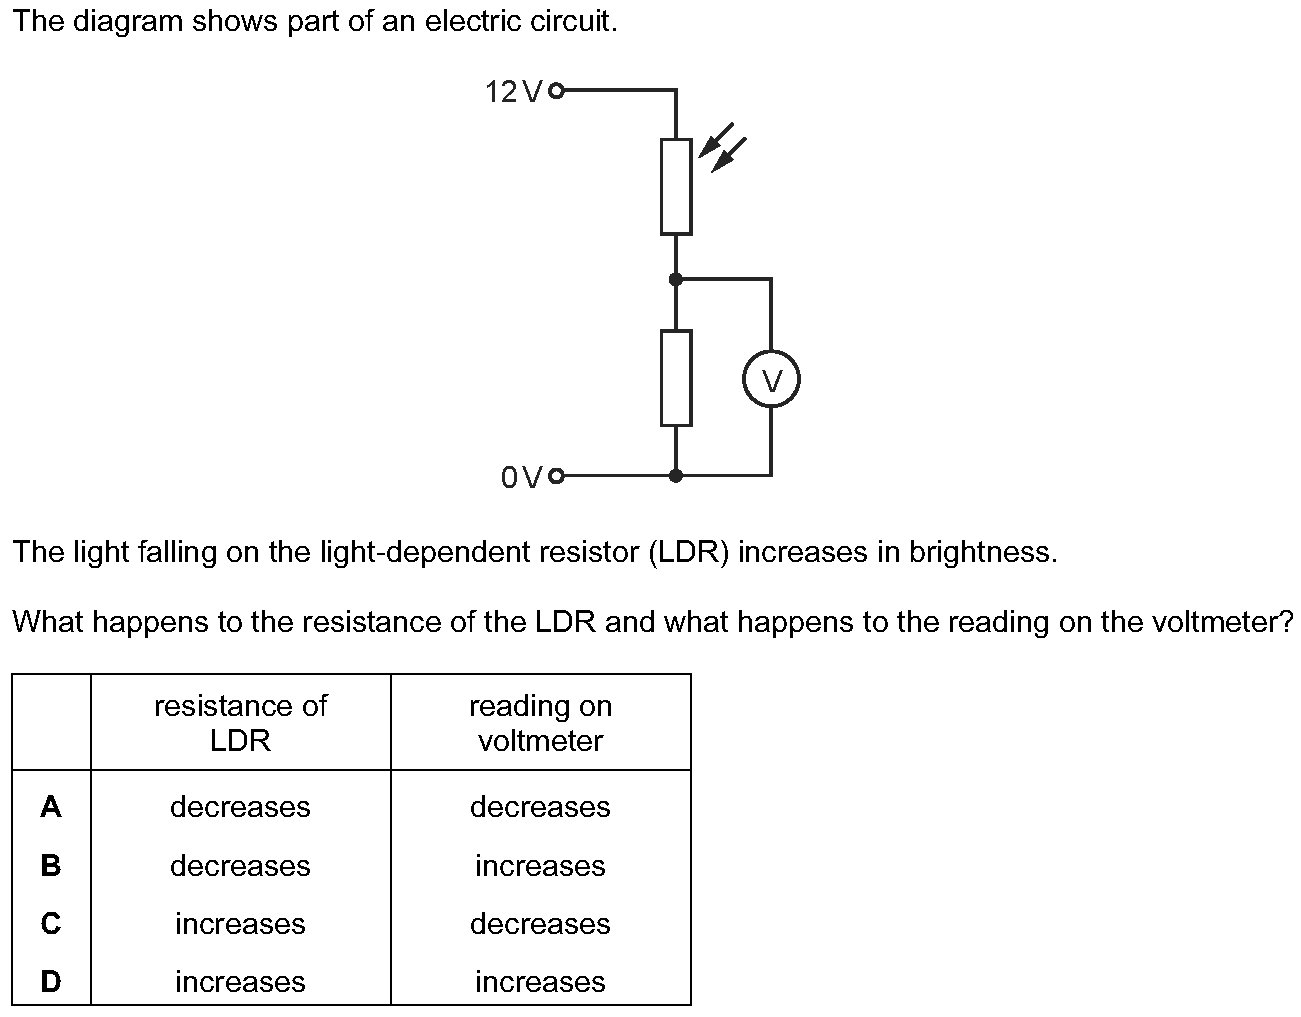 The diagram shows part of an electric circuit.
12 V
V
0 V
The light falling on the light-dependent resistor (LDR) increases in brightness.
What happens to the resistance of the LDR and what happens to the reading on the voltmeter?
resistance of LDR reading on voltmeter
A decreases decreases
B decreases increases
C increases decreases
D increases increases